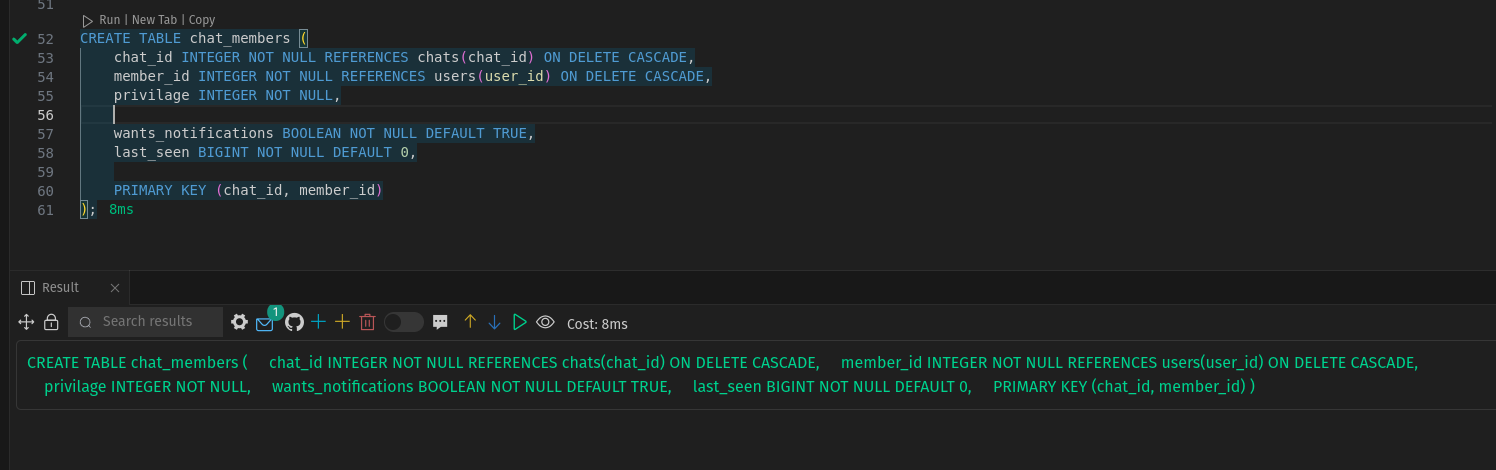 51
Run | New Tab | Copy
52 CREATE TABLE chat_members (
53 chat_id INTEGER NOT NULL REFERENCES chats(chat_id) ON DELETE CASCADE,
54 member_id INTEGER NOT NULL REFERENCES users(user_id) ON DELETE CASCADE,
55 privilage INTEGER NOT NULL,
56
57 wants_notifications BOOLEAN NOT NULL DEFAULT TRUE,
58 last_seen BIGINT NOT NULL DEFAULT 0,
59
60 PRIMARY KEY (chat_id, member_id)
61 ); 8ms
Result
Search results 1 Cost: 8ms
CREATE TABLE chat_members ( chat_id INTEGER NOT NULL REFERENCES chats(chat_id) ON DELETE CASCADE, member_id INTEGER NOT NULL REFERENCES users(user_id) ON DELETE CASCADE,
privilage INTEGER NOT NULL, wants_notifications BOOLEAN NOT NULL DEFAULT TRUE, last_seen BIGINT NOT NULL DEFAULT 0, PRIMARY KEY (chat_id, member_id) )